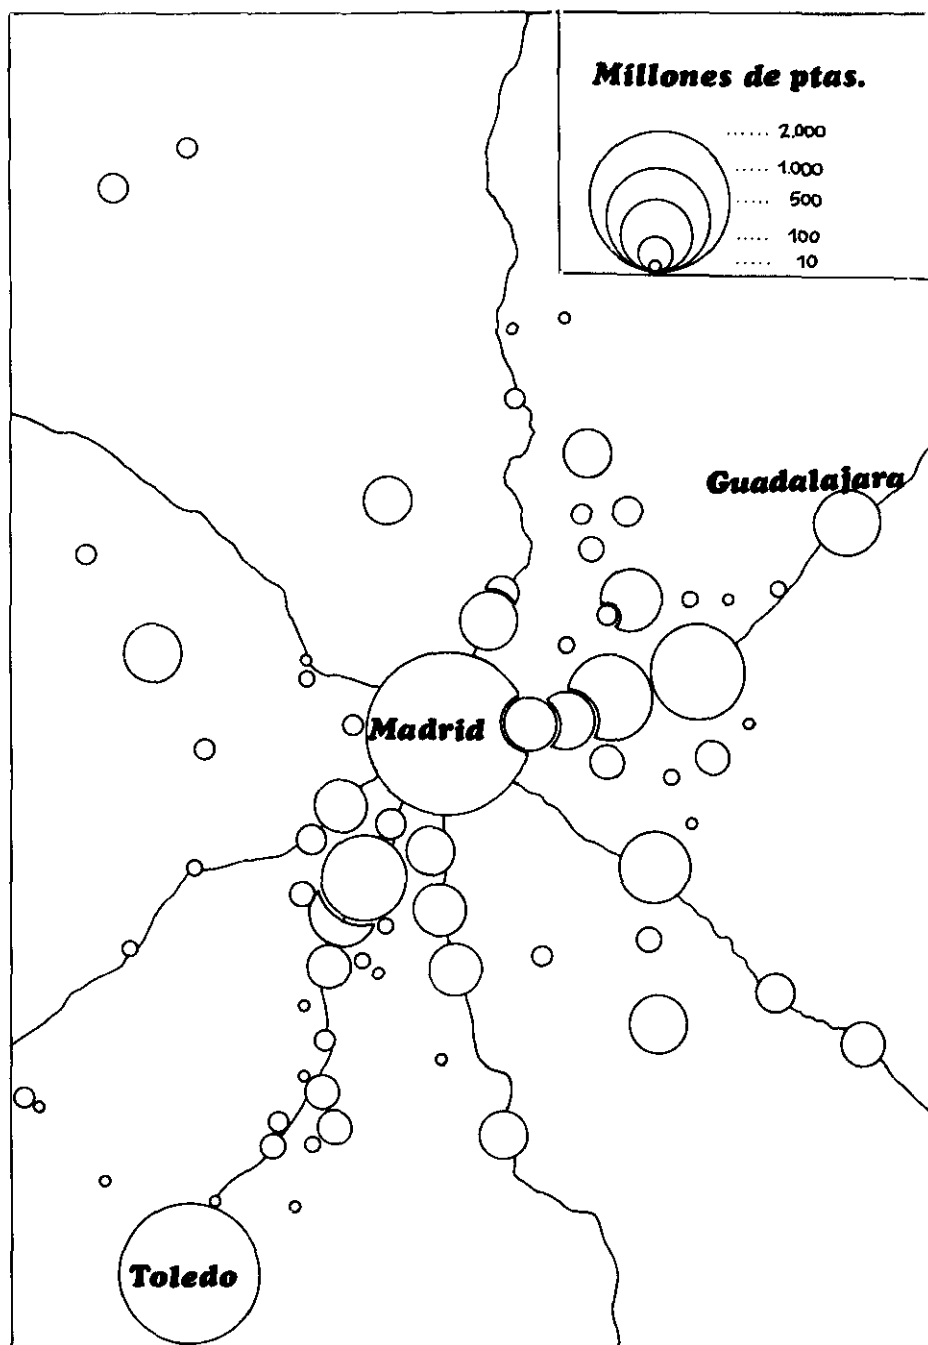 Millones de ptas.
...... 2.000
..... 1.000
..... 500
..... 100
..... 10
Guadalajara
Madrid
Toledo